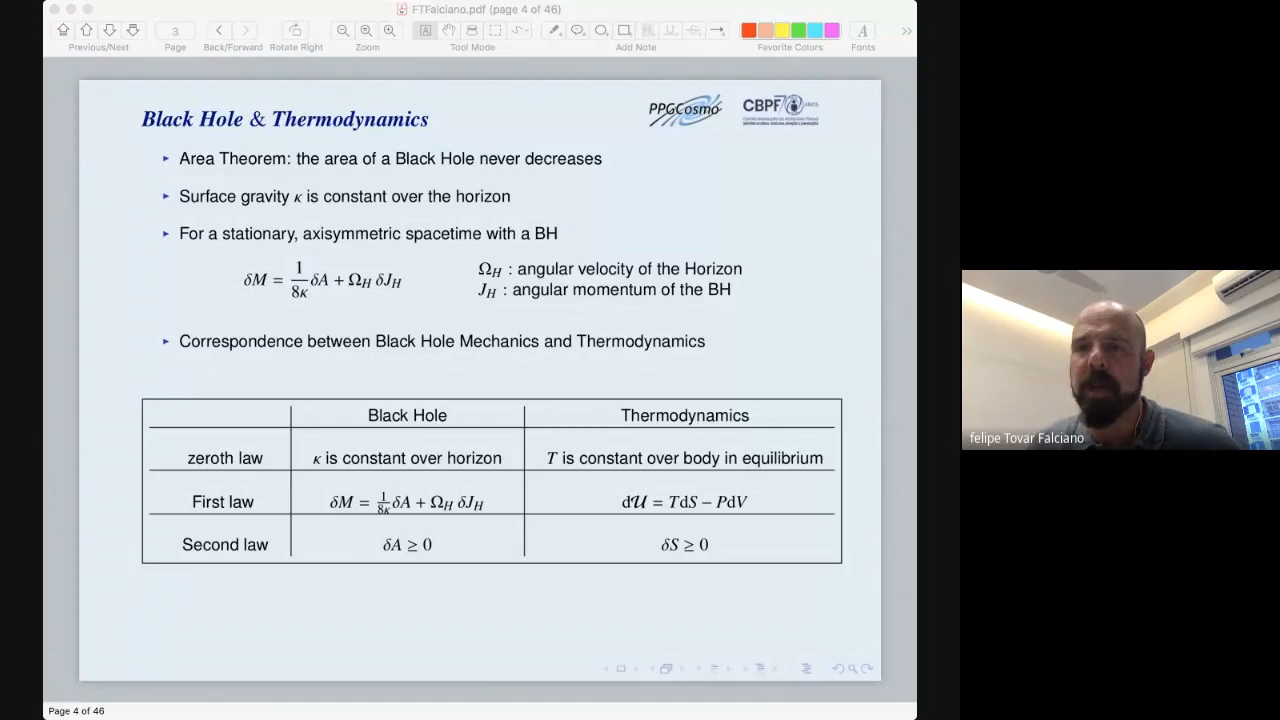 FTFalciano.pdf (page 4 of 46)
3
Previous/Next
Page
Back/Forward
Rotate Right
Zoom
Tool Mode
Add Note
Favorite Colors
Fonts
Black Hole & Thermodynamics
PPGCosmo
CBPF 70 ANOS
Area Theorem: the area of a Black Hole never decreases
Surface gravity κ is constant over the horizon
For a stationary, axisymmetric spacetime with a BH
δM = 1/8κ δA + Ω_H δJ_H
Ω_H : angular velocity of the Horizon
J_H : angular momentum of the BH
Correspondence between Black Hole Mechanics and Thermodynamics
Black Hole Thermodynamics
zeroth law κ is constant over horizon T is constant over body in equilibrium
First law δM = 1/8κ δA + Ω_H δJ_H d𝒰 = TdS − PdV
Second law δA ≥ 0 δS ≥ 0
felipe Tovar Falciano
Page 4 of 46